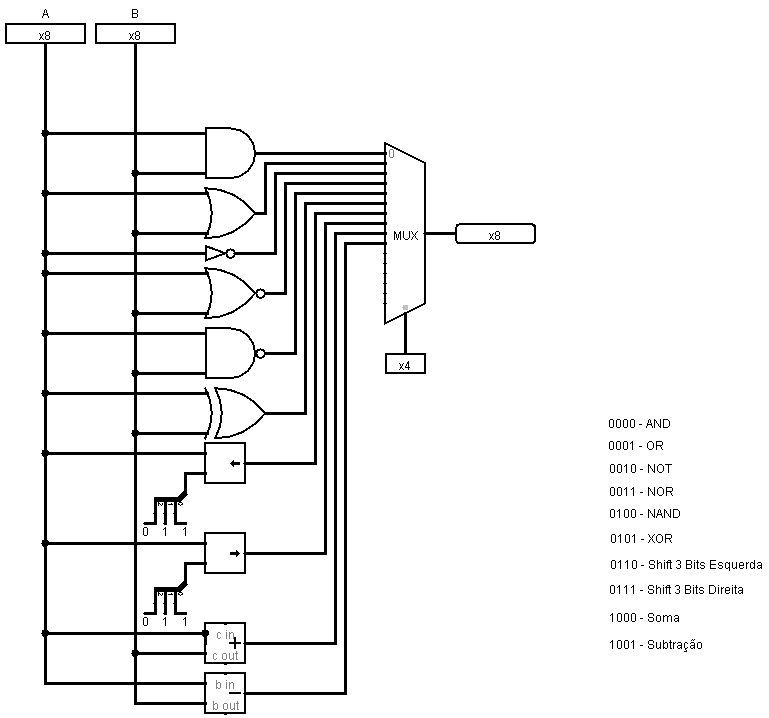 A B
x8 x8
0
MUX
x8
x4
0 1 1
0 1 1
c in
+
c out
b in
b out
0000 - AND
0001 - OR
0010 - NOT
0011 - NOR
0100 - NAND
0101 - XOR
0110 - Shift 3 Bits Esquerda
0111 - Shift 3 Bits Direita
1000 - Soma
1001 - Subtração